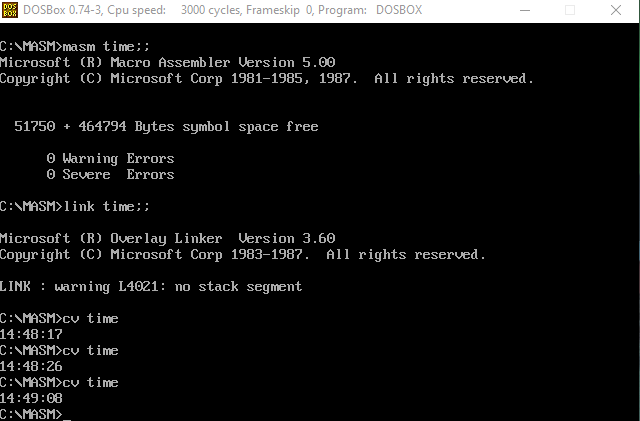 DOS BOX DOSBox 0.74-3, Cpu speed: 3000 cycles, Frameskip 0, Program: DOSBOX
C:\MASM>masm time;;
Microsoft (R) Macro Assembler Version 5.00
Copyright (C) Microsoft Corp 1981-1985, 1987.  All rights reserved.
51750 + 464794 Bytes symbol space free
0 Warning Errors
0 Severe  Errors
C:\MASM>link time;;
Microsoft (R) Overlay Linker  Version 3.60
Copyright (C) Microsoft Corp 1983-1987.  All rights reserved.
LINK : warning L4021: no stack segment
C:\MASM>cv time
14:48:17
C:\MASM>cv time
14:48:26
C:\MASM>cv time
14:49:08
C:\MASM>_